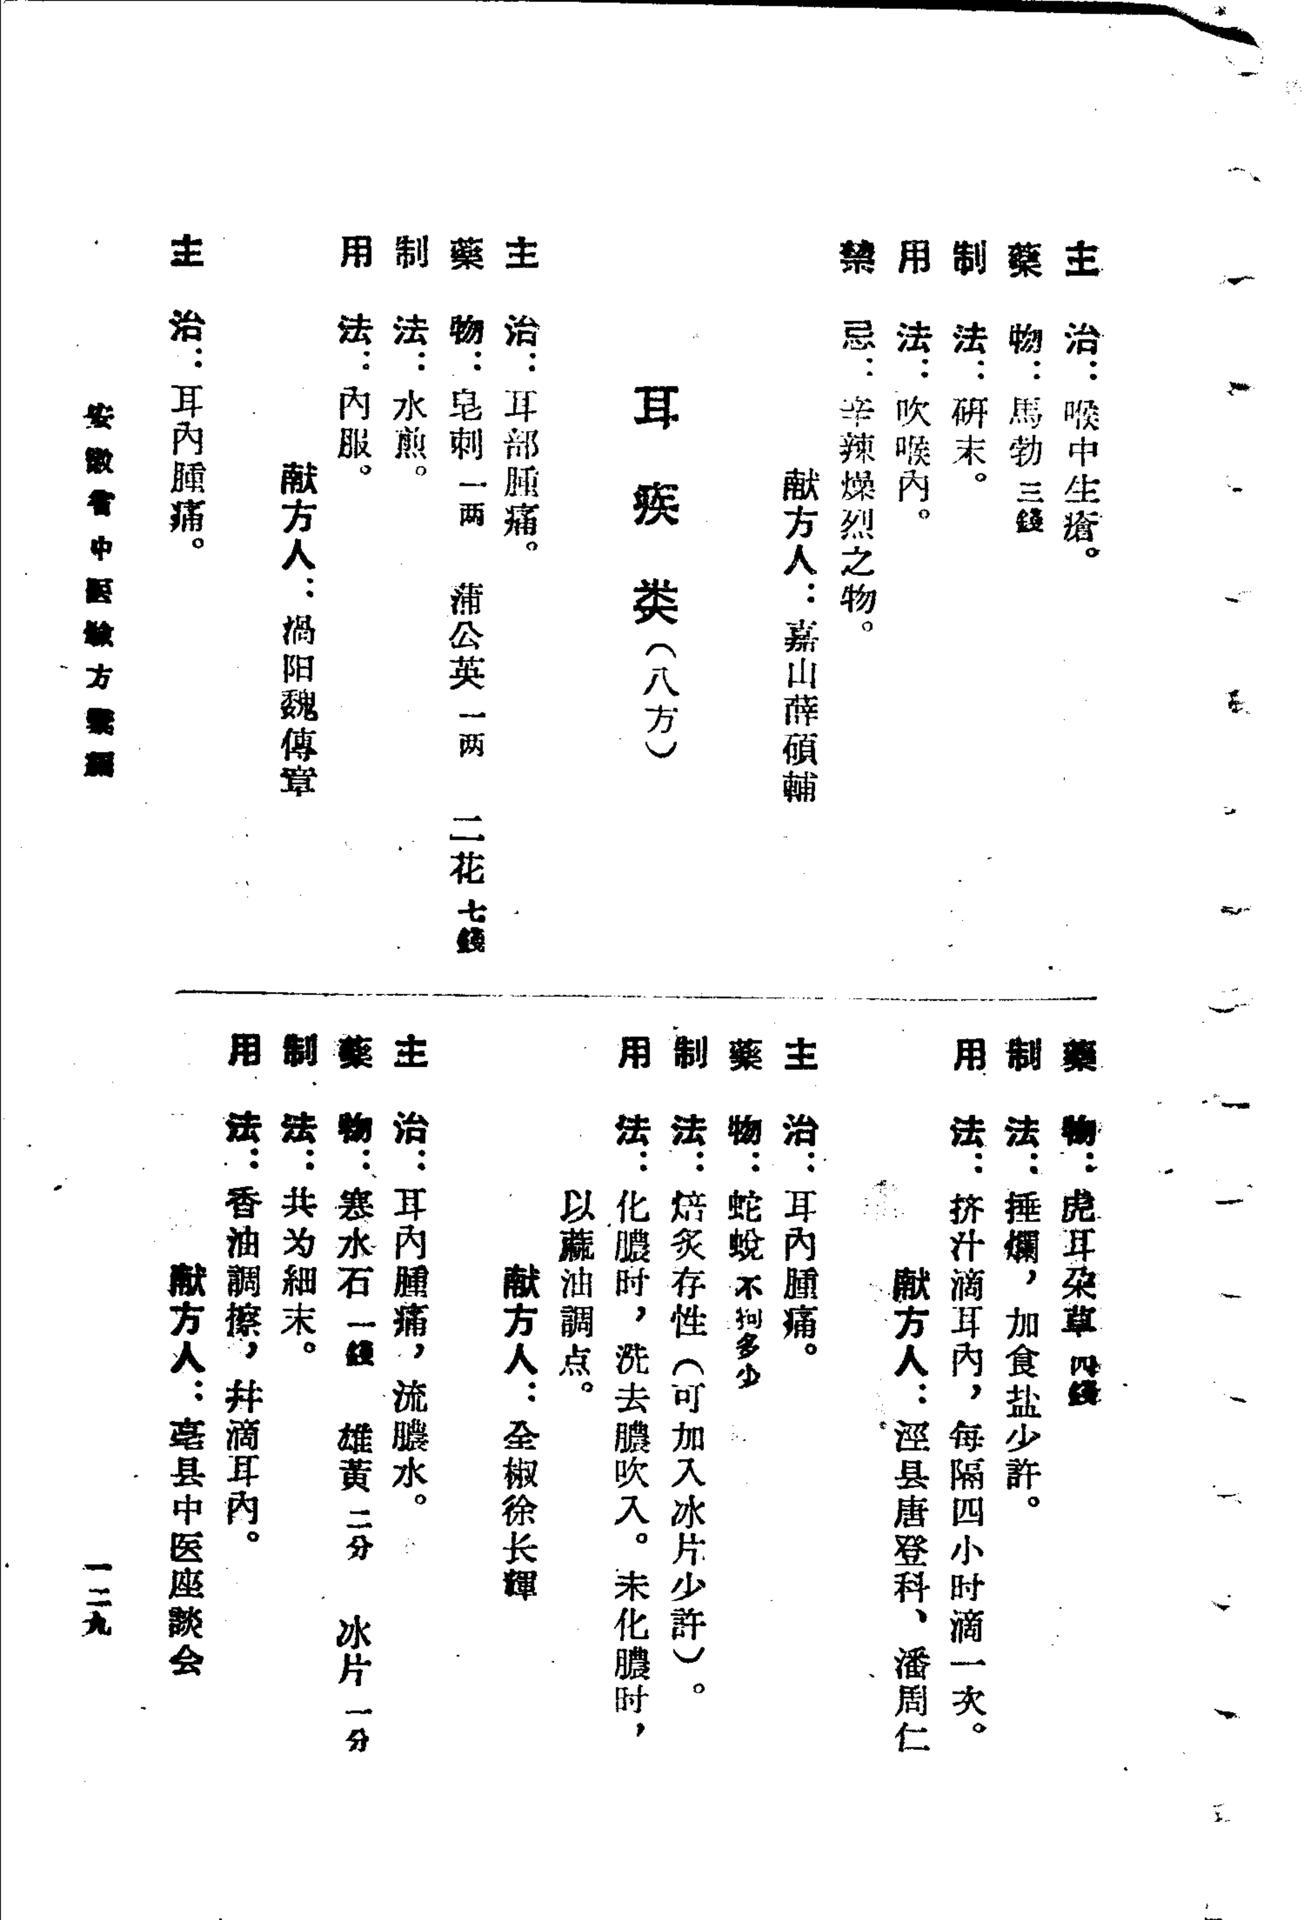 主　治：喉中生瘡。
藥　物：馬勃三錢
制　法：研末。
用　法：吹喉內。
禁　忌：辛辣燥烈之物。
献方人：嘉山薛碩輔
耳疾类（八方）
主　治：耳部腫痛。
藥　物：皂刺一两　蒲公英一两　二花七錢
制　法：水煎。
用　法：內服。
献方人：渦阳魏傳章
主　治：耳內腫痛。
藥　物：虎耳朶草四錢
制　法：捶爛，加食盐少許。
用　法：挤汁滴耳內，每隔四小时滴一次。
献方人：涇县唐登科、潘周仁
主　治：耳內腫痛。
藥　物：蛇蛻不狗多少
制　法：焙炙存性（可加入冰片少許）。
用　法：化膿时，洗去膿吹入。未化膿时，
以蔴油調点。
献方人：全椒徐长輝
主　治：耳內腫痛，流膿水。
藥　物：寒水石一錢　雄黃二分　冰片一分
制　法：共为細末。
用　法：香油調擦，幷滴耳內。
献方人：亳县中医座談会
安徽省中医驗方彙編
一二九